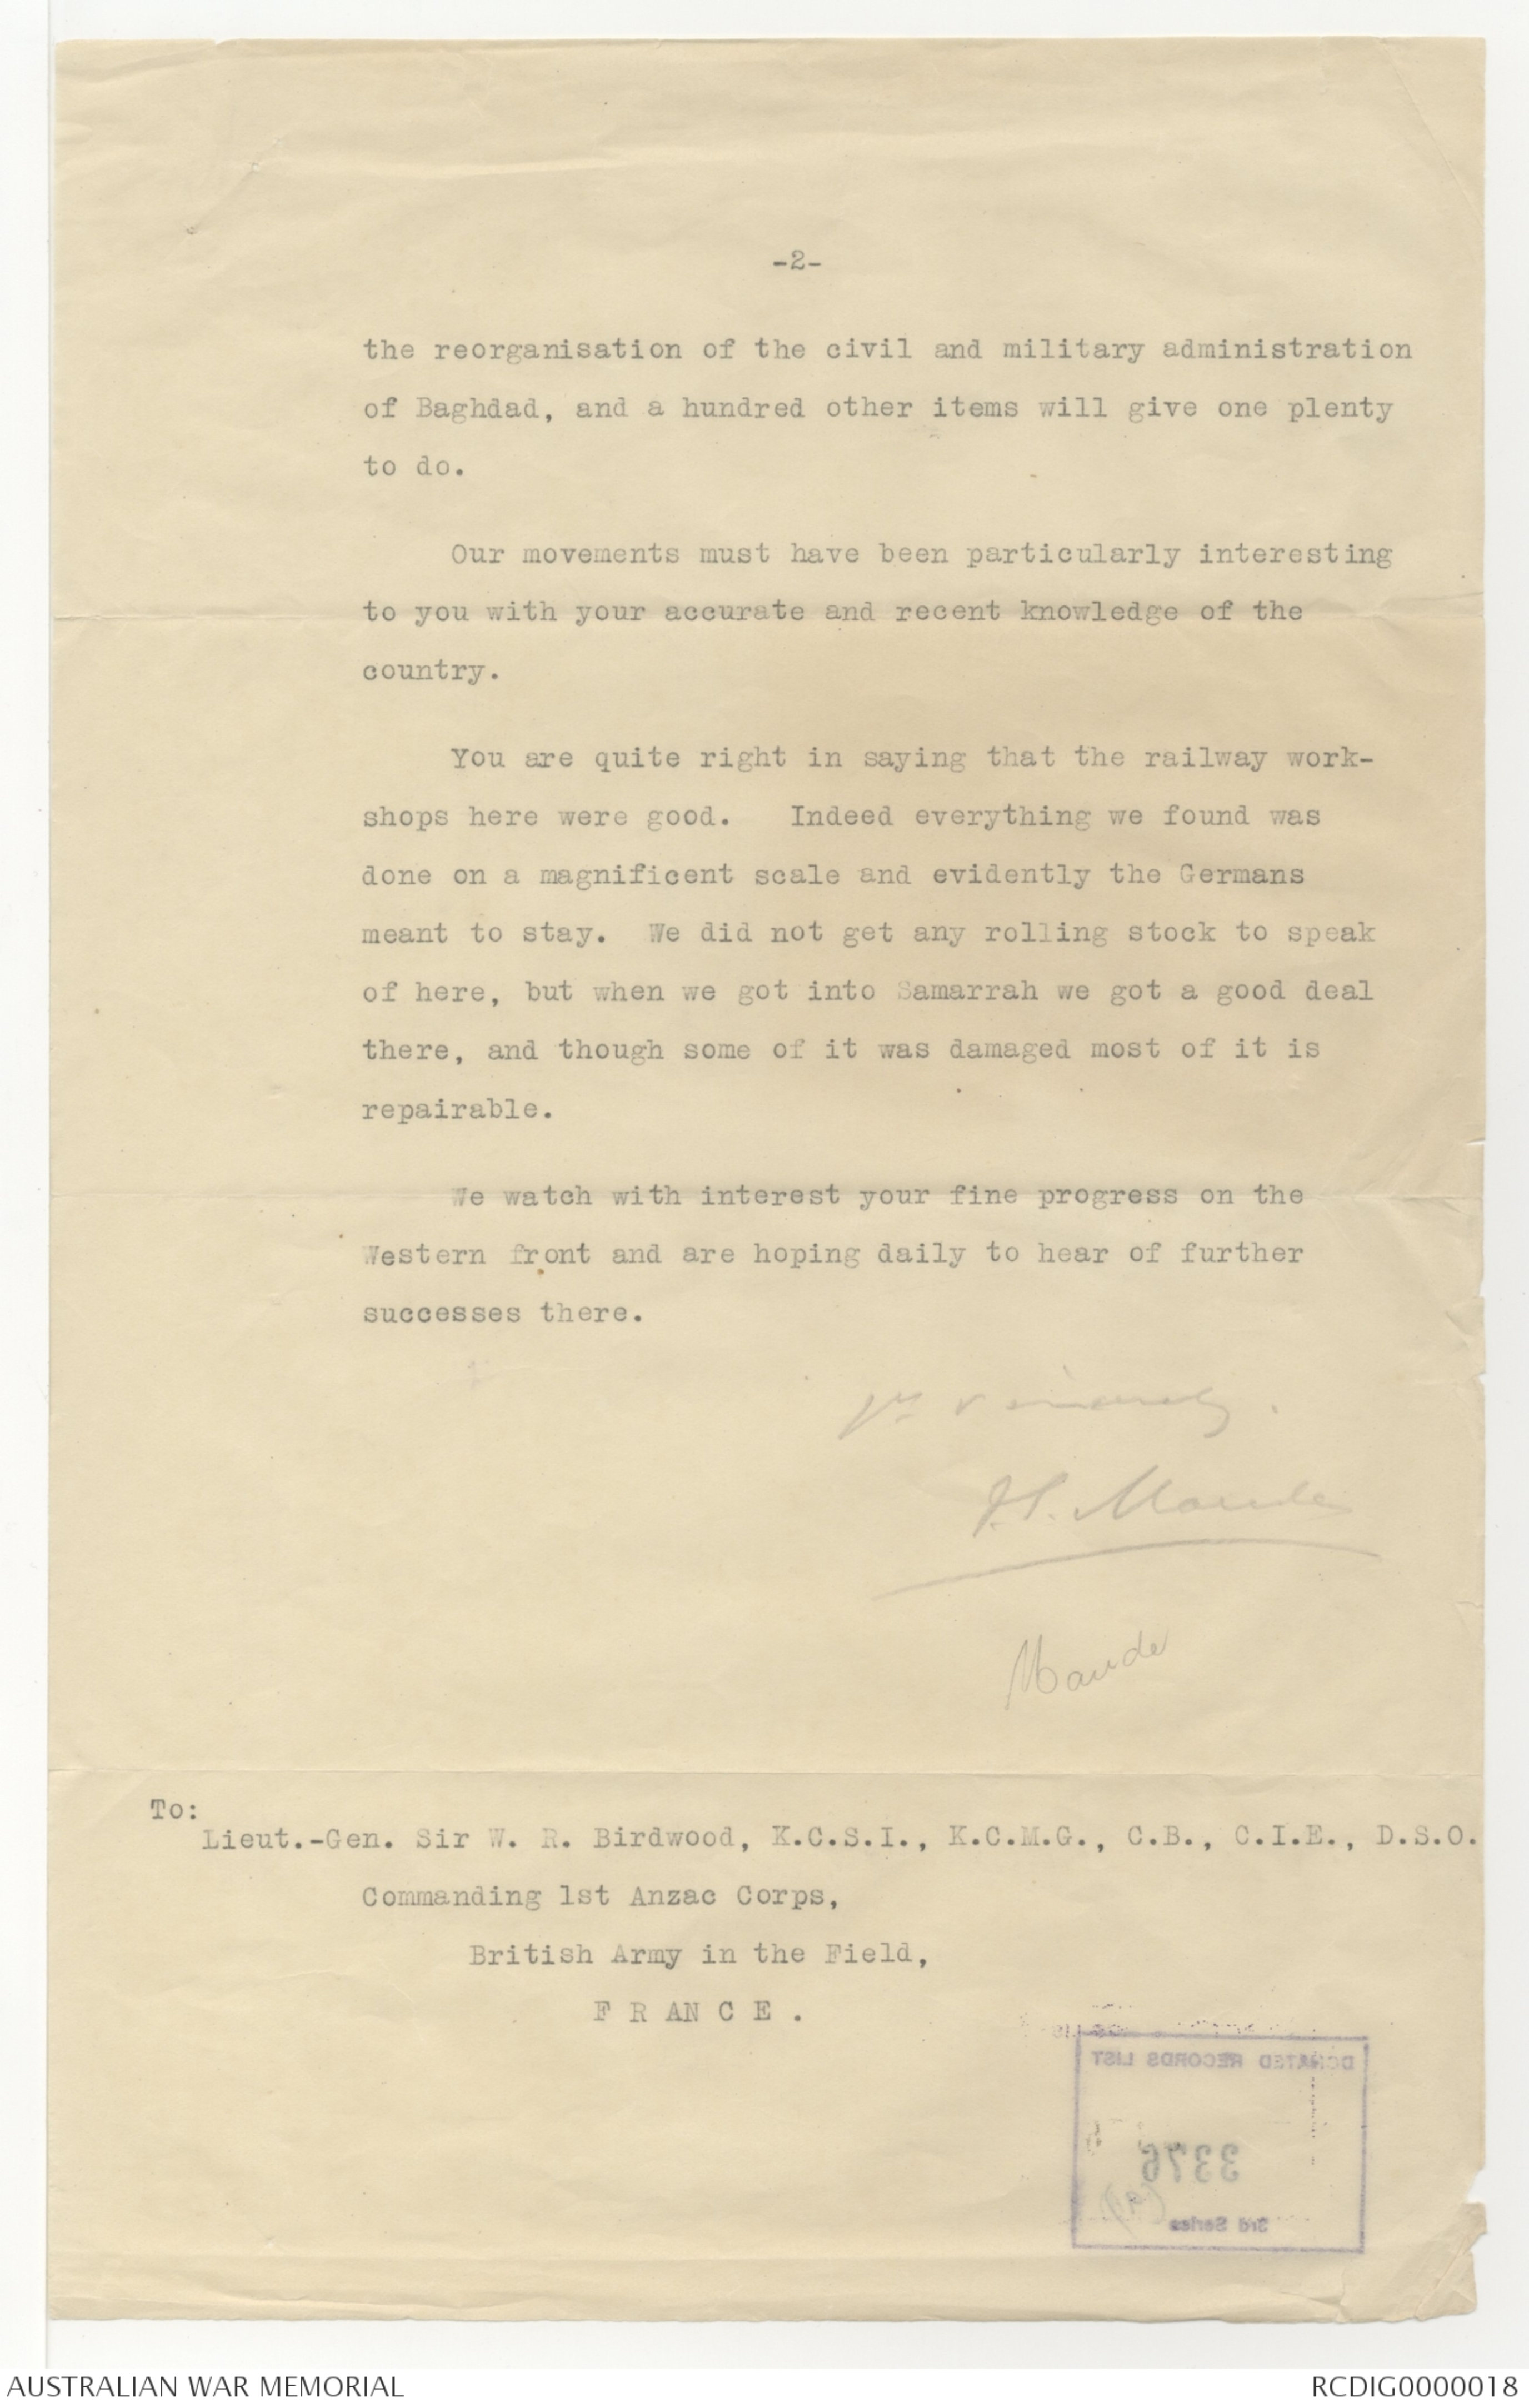 -2-
the reorganisation of the civil and military administration
of Baghdad, and a hundred other items will give one plenty
to do.
Our movements must have been particularly interesting
to you with your accurate and recent knowledge of the
country.
You are quite right in saying that the railway work-
shops here were good. Indeed everything we found was
done on a magnificent scale and evidently the Germans
meant to stay. We did not get any rolling stock to speak
of here, but when we got into Samarrah we got a good deal
there, and though some of it was damaged most of it is
repairable.
We watch with interest your fine progress on the
Western front and are hoping daily to hear of further
successes there.
yrs v sincerely.
F.S. Maude
Maude
To:
Lieut.-Gen. Sir W. R. Birdwood, K.C.S.I., K.C.M.G., C.B., C.I.E., D.S.O.
Commanding 1st Anzac Corps,
British Army in the Field,
F R AN C E .
DONATED RECORDS LIST
3376
3rd Series
AUSTRALIAN WAR MEMORIAL
RCDIG0000018